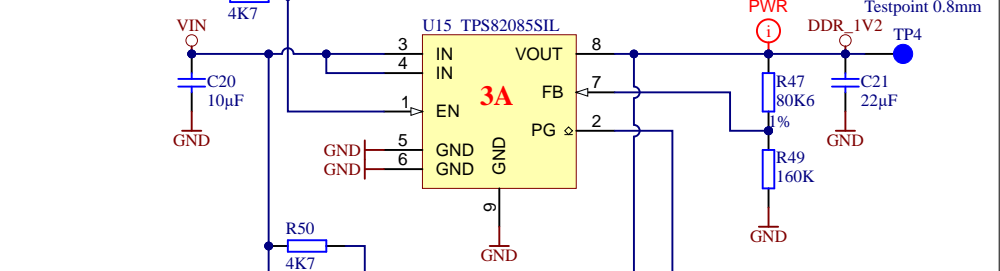 PWR
Testpoint 0.8mm
4K7
VIN
U15 TPS82085SIL
DDR_1V2
TP4
i
3
IN
VOUT
8
4
IN
C20
10µF
3A
FB
7
R47
80K6
1%
C21
22µF
1
EN
PG
2
GND
GND
GND
5
GND
GND
GND
6
GND
R49
160K
9
GND
GND
R50
4K7